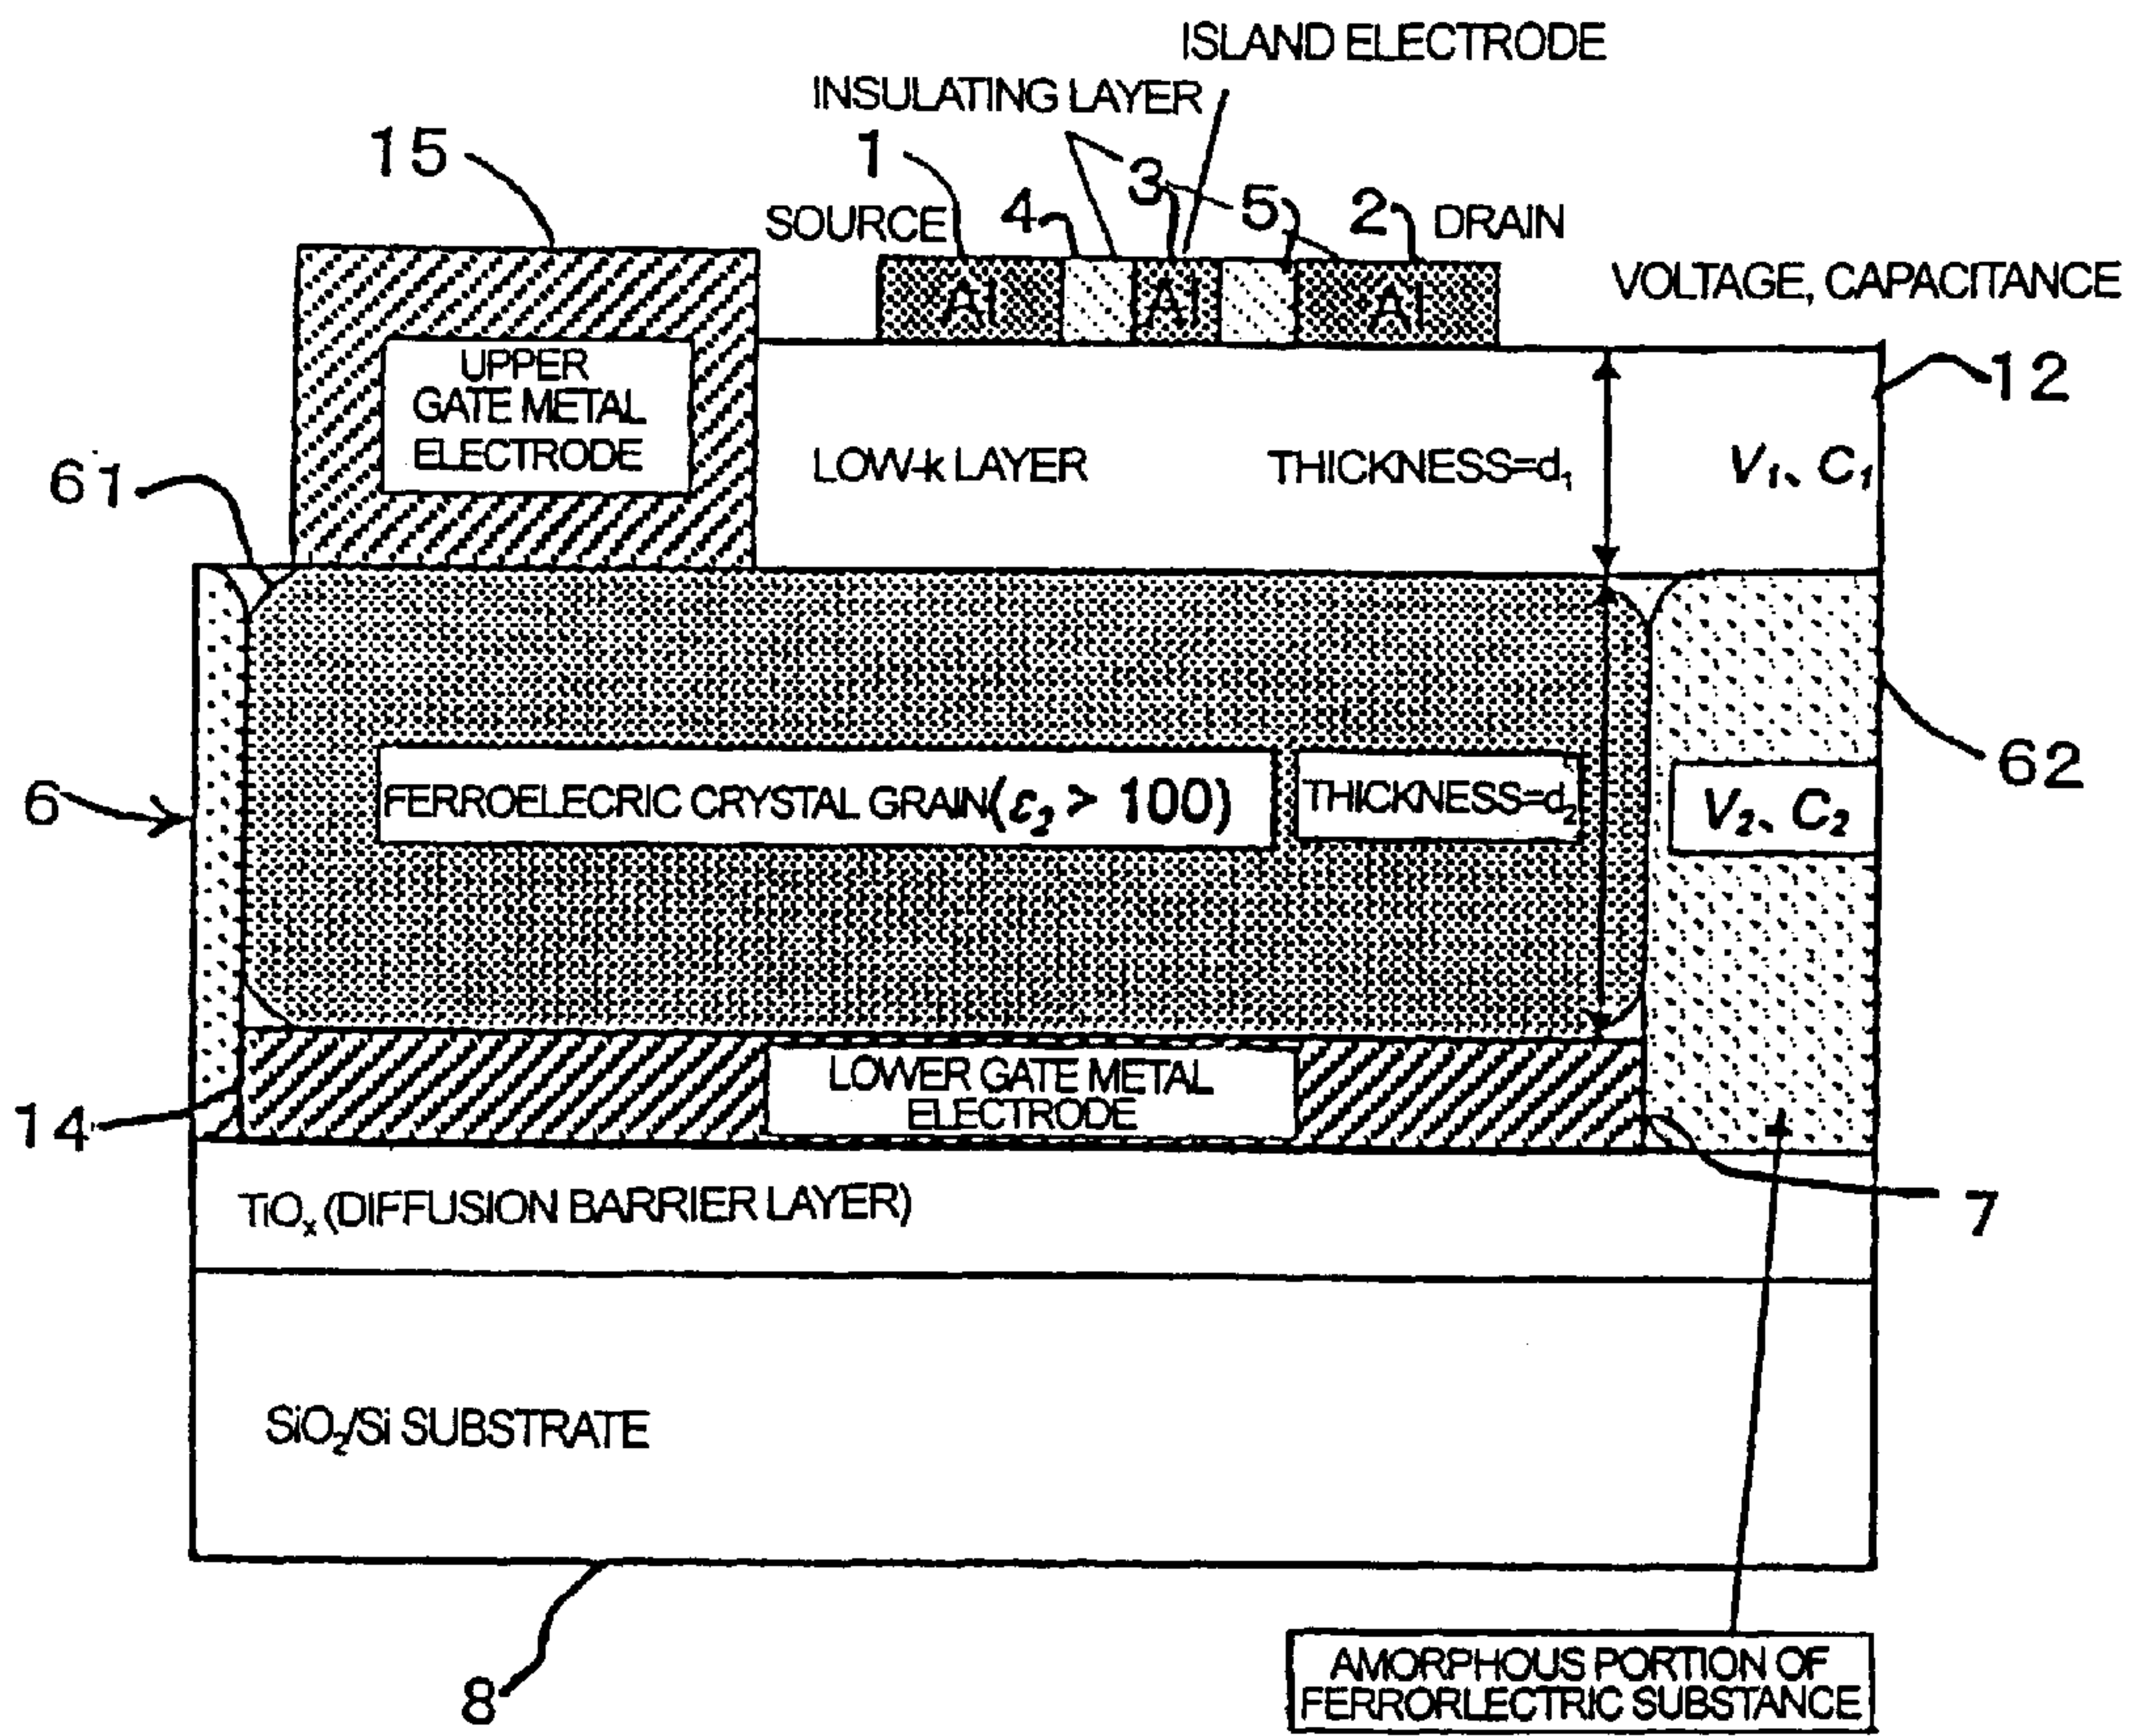 ISLAND ELECTRODE
INSULATING LAYER
15
1
3
SOURCE
4
5
2
DRAIN
Al
Al
Al
VOLTAGE, CAPACITANCE
12
UPPER
GATE METAL
ELECTRODE
LOW-k LAYER
THICKNESS=d₁
V₁、C₁
61
6
FERROELECRIC CRYSTAL GRAIN(ε₂ > 100)
THICKNESS=d₂
V₂、C₂
62
LOWER GATE METAL
ELECTRODE
14
7
TiOₓ (DIFFUSION BARRIER LAYER)
SiO₂/Si SUBSTRATE
8
AMORPHOUS PORTION OF
FERRORLECTRIC SUBSTANCE